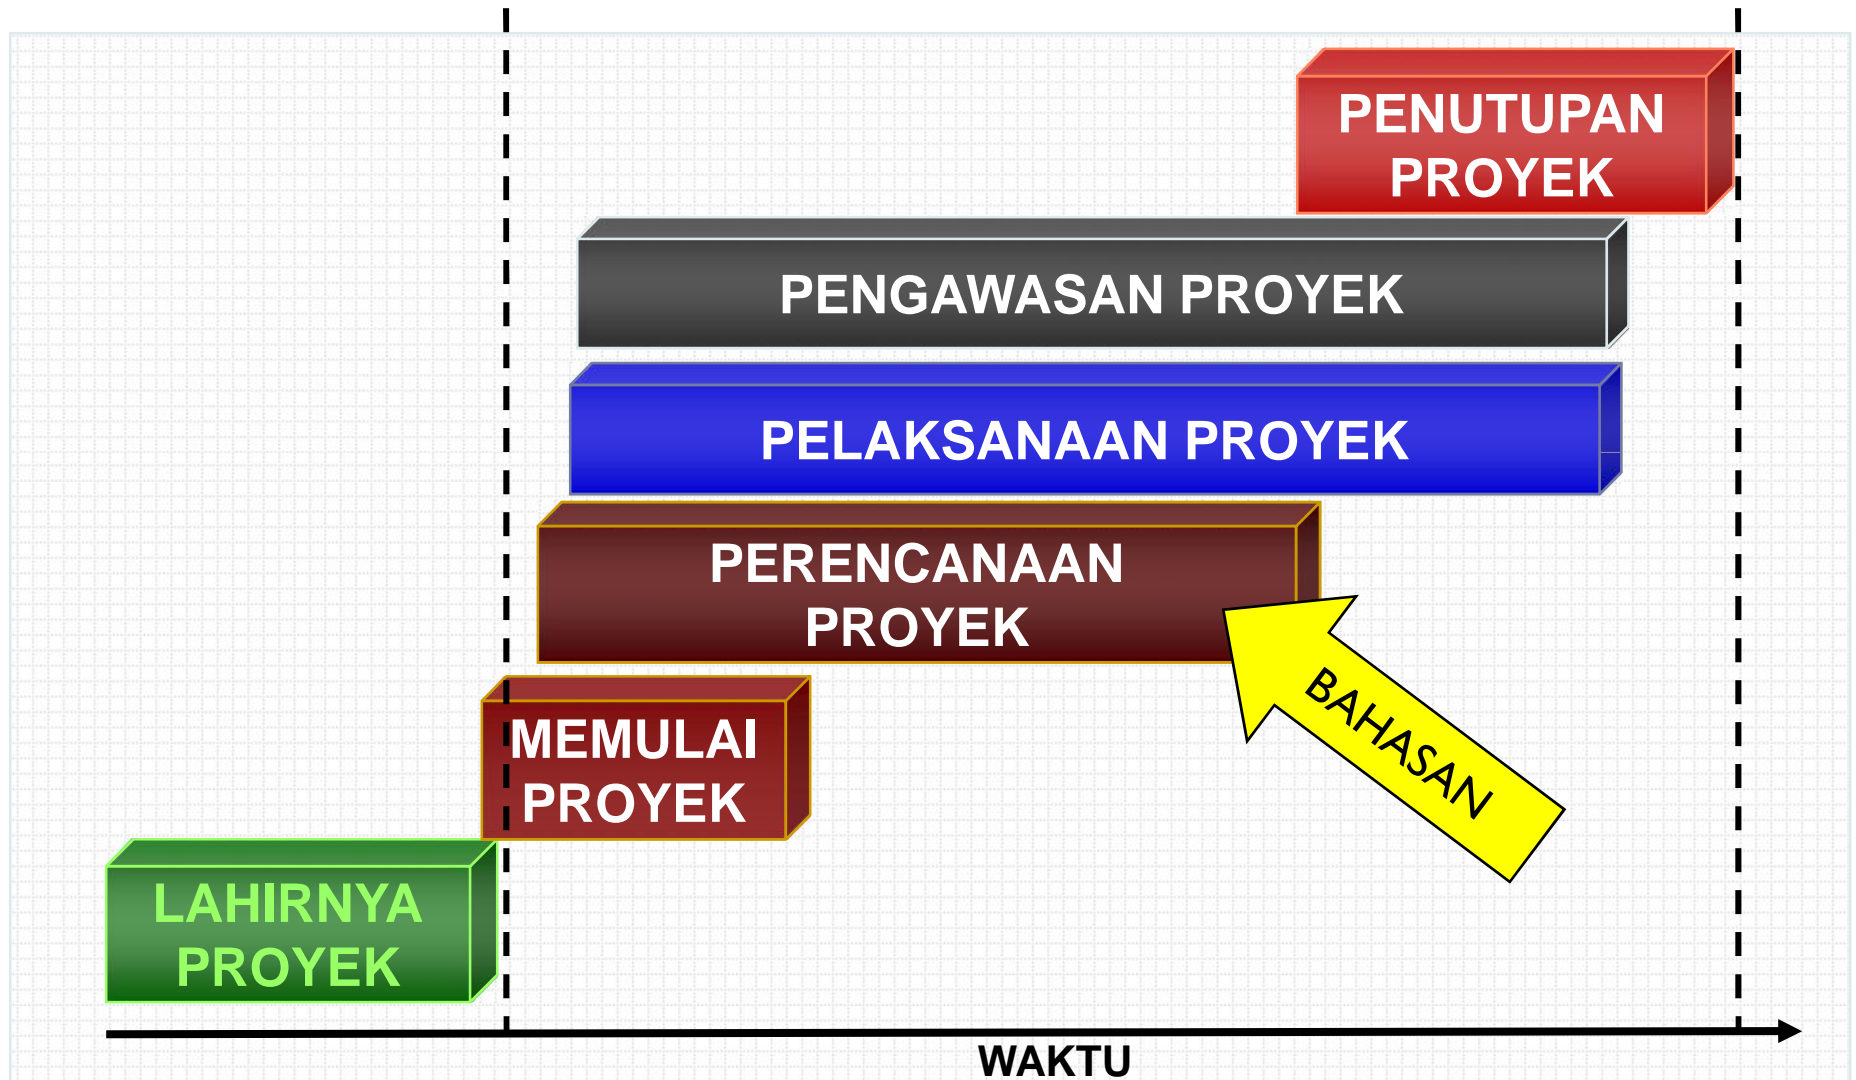 PENUTUPAN
PROYEK
PENGAWASAN PROYEK
PELAKSANAAN PROYEK
PERENCANAAN
PROYEK
BAHASAN
MEMULAI
PROYEK
LAHIRNYA
PROYEK
WAKTU